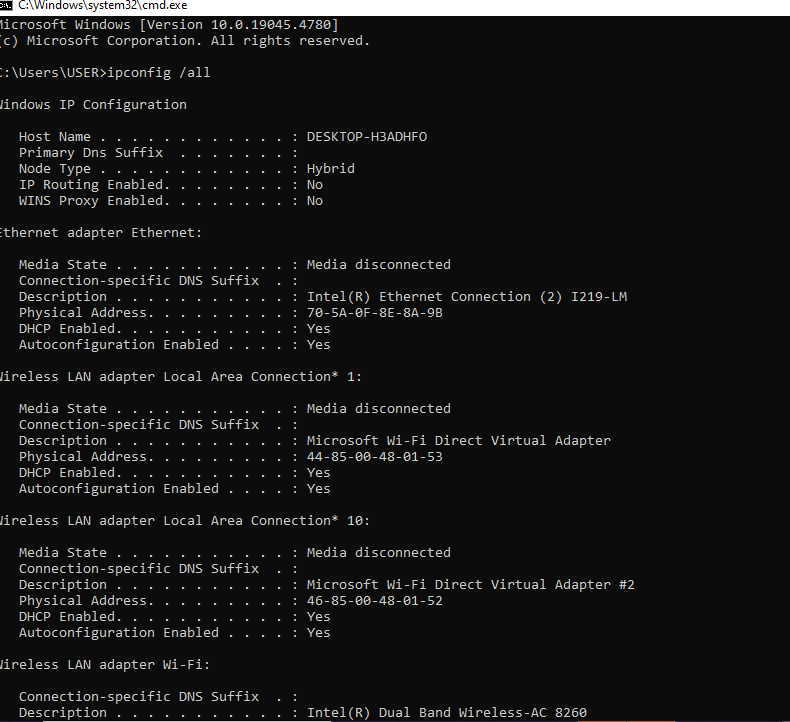 C:\Windows\system32\cmd.exe
Microsoft Windows [Version 10.0.19045.4780]
(c) Microsoft Corporation. All rights reserved.
C:\Users\USER>ipconfig /all
Windows IP Configuration
Host Name . . . . . . . . . . . . : DESKTOP-H3ADHFO
Primary Dns Suffix  . . . . . . . :
Node Type . . . . . . . . . . . . : Hybrid
IP Routing Enabled. . . . . . . . : No
WINS Proxy Enabled. . . . . . . . : No
Ethernet adapter Ethernet:
Media State . . . . . . . . . . . : Media disconnected
Connection-specific DNS Suffix  . :
Description . . . . . . . . . . . : Intel(R) Ethernet Connection (2) I219-LM
Physical Address. . . . . . . . . : 70-5A-0F-8E-8A-9B
DHCP Enabled. . . . . . . . . . . : Yes
Autoconfiguration Enabled . . . . : Yes
Wireless LAN adapter Local Area Connection* 1:
Media State . . . . . . . . . . . : Media disconnected
Connection-specific DNS Suffix  . :
Description . . . . . . . . . . . : Microsoft Wi-Fi Direct Virtual Adapter
Physical Address. . . . . . . . . : 44-85-00-48-01-53
DHCP Enabled. . . . . . . . . . . : Yes
Autoconfiguration Enabled . . . . : Yes
Wireless LAN adapter Local Area Connection* 10:
Media State . . . . . . . . . . . : Media disconnected
Connection-specific DNS Suffix  . :
Description . . . . . . . . . . . : Microsoft Wi-Fi Direct Virtual Adapter #2
Physical Address. . . . . . . . . : 46-85-00-48-01-52
DHCP Enabled. . . . . . . . . . . : Yes
Autoconfiguration Enabled . . . . : Yes
Wireless LAN adapter Wi-Fi:
Connection-specific DNS Suffix  . :
Description . . . . . . . . . . . : Intel(R) Dual Band Wireless-AC 8260